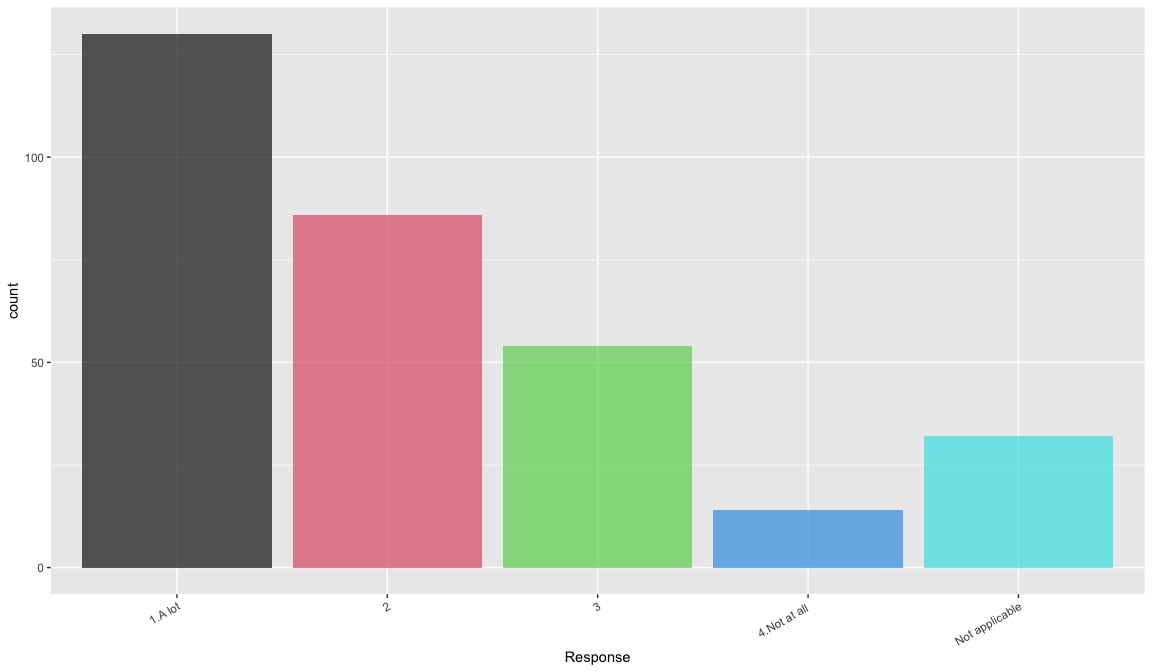 count
100
50
0
1.A lot
2
3
4.Not at all
Not applicable
Response